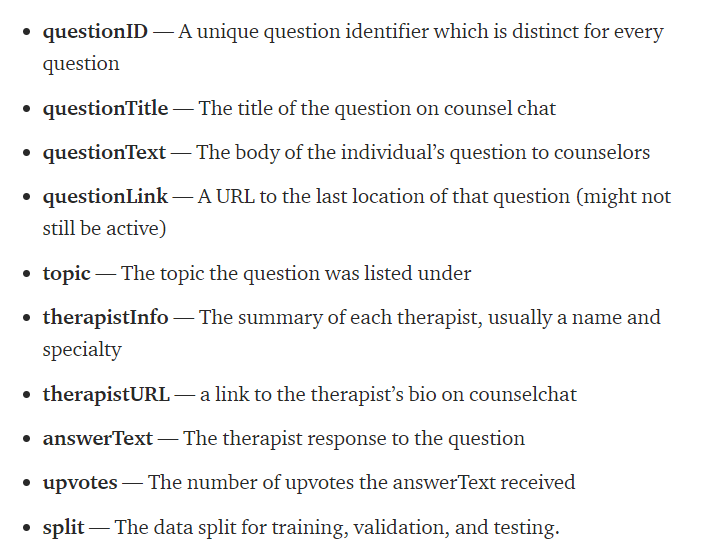 • questionID — A unique question identifier which is distinct for every
question
• questionTitle — The title of the question on counsel chat
• questionText — The body of the individual’s question to counselors
• questionLink — A URL to the last location of that question (might not
still be active)
• topic — The topic the question was listed under
• therapistInfo — The summary of each therapist, usually a name and
specialty
• therapistURL — a link to the therapist’s bio on counselchat
• answerText — The therapist response to the question
• upvotes — The number of upvotes the answerText received
• split — The data split for training, validation, and testing.